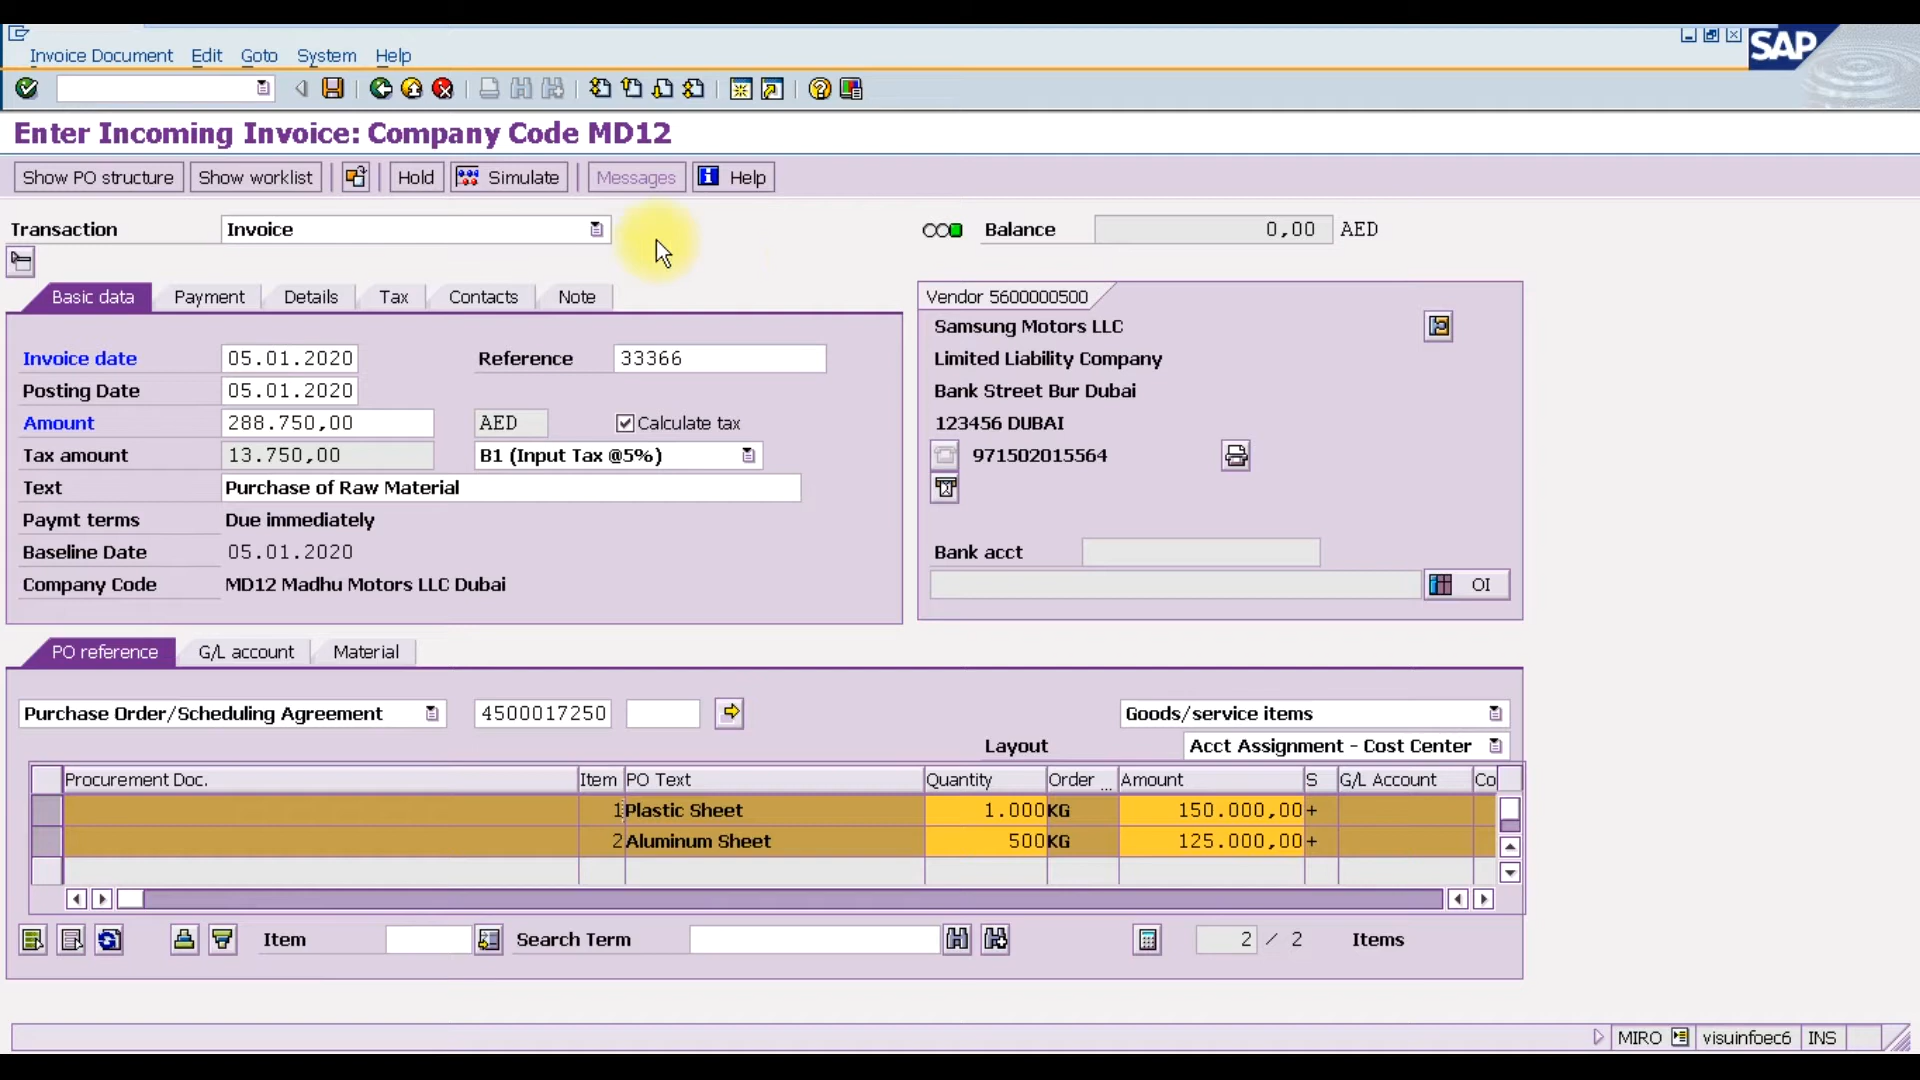 Invoice Document Edit Goto System Help
SAP
Enter Incoming Invoice: Company Code MD12
Show PO structure Show worklist Hold Simulate Messages Help
Transaction Invoice Balance 0,00 AED
Basic data Payment Details Tax Contacts Note
Vendor 5600000500
Samsung Motors LLC
Invoice date 05.01.2020 Reference 33366 Limited Liability Company
Posting Date 05.01.2020 Bank Street Bur Dubai
Amount 288.750,00 AED Calculate tax 123456 DUBAI
Tax amount 13.750,00 B1 (Input Tax @5%) 971502015564
Text Purchase of Raw Material
Paymt terms Due immediately
Baseline Date 05.01.2020 Bank acct
Company Code MD12 Madhu Motors LLC Dubai OI
PO reference G/L account Material
Purchase Order/Scheduling Agreement 4500017250 Goods/service items
Layout Acct Assignment - Cost Center
Procurement Doc. Item PO Text Quantity Order ... Amount S G/L Account Co
1 Plastic Sheet 1.000 KG 150.000,00 +
2 Aluminum Sheet 500 KG 125.000,00 +
Item Search Term 2 / 2 Items
MIRO visuinfoec6 INS